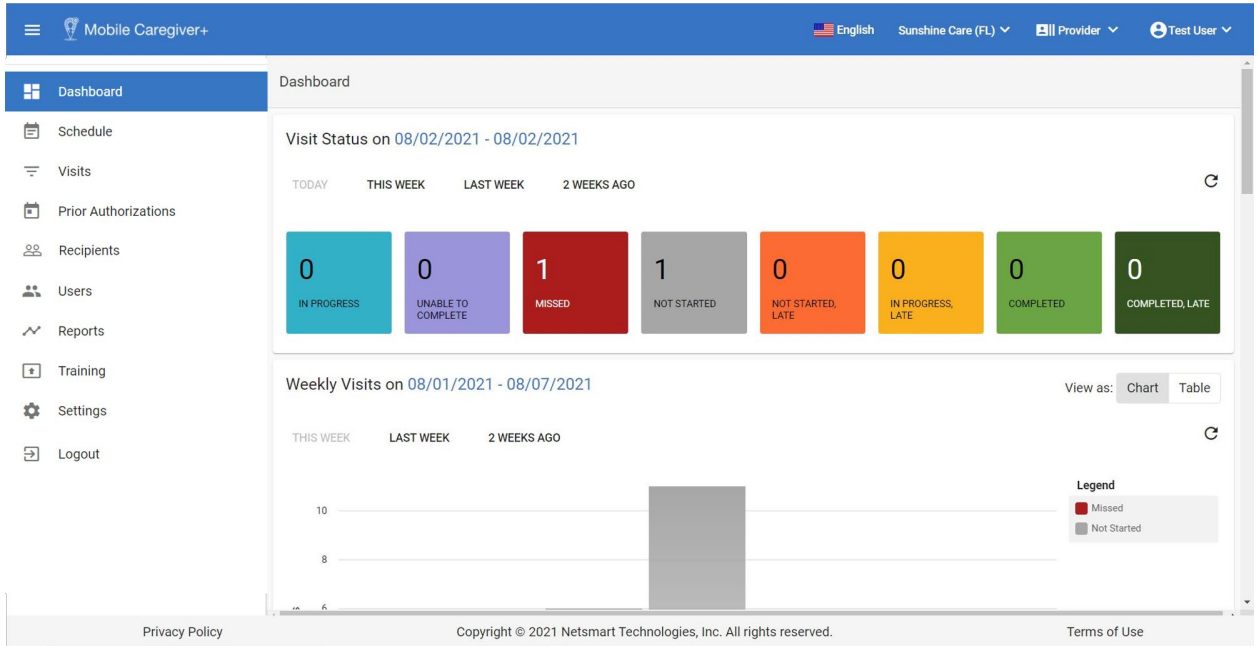 Mobile Caregiver+
English
Sunshine Care (FL)
Provider
Test User
Dashboard
Schedule
Visits
Prior Authorizations
Recipients
Users
Reports
Training
Settings
Logout
Dashboard
Visit Status on 08/02/2021 - 08/02/2021
TODAY THIS WEEK LAST WEEK 2 WEEKS AGO
0
IN PROGRESS
0
UNABLE TO
COMPLETE
1
MISSED
1
NOT STARTED
0
NOT STARTED,
LATE
0
IN PROGRESS,
LATE
0
COMPLETED
0
COMPLETED, LATE
Weekly Visits on 08/01/2021 - 08/07/2021
View as: Chart Table
THIS WEEK LAST WEEK 2 WEEKS AGO
Legend
Missed
Not Started
10
8
6
Privacy Policy
Copyright © 2021 Netsmart Technologies, Inc. All rights reserved.
Terms of Use